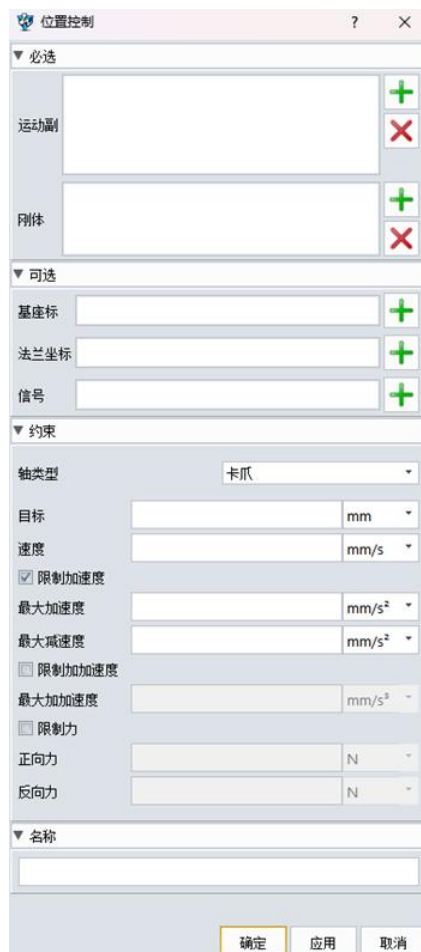 位置控制
必选
运动副
刚体
可选
基座标
法兰坐标
信号
约束
轴类型 卡爪
目标 mm
速度 mm/s
限制加速度
最大加速度 mm/s²
最大减速度 mm/s²
限制加加速度
最大加加速度 mm/s³
限制力
正向力 N
反向力 N
名称
确定 应用 取消